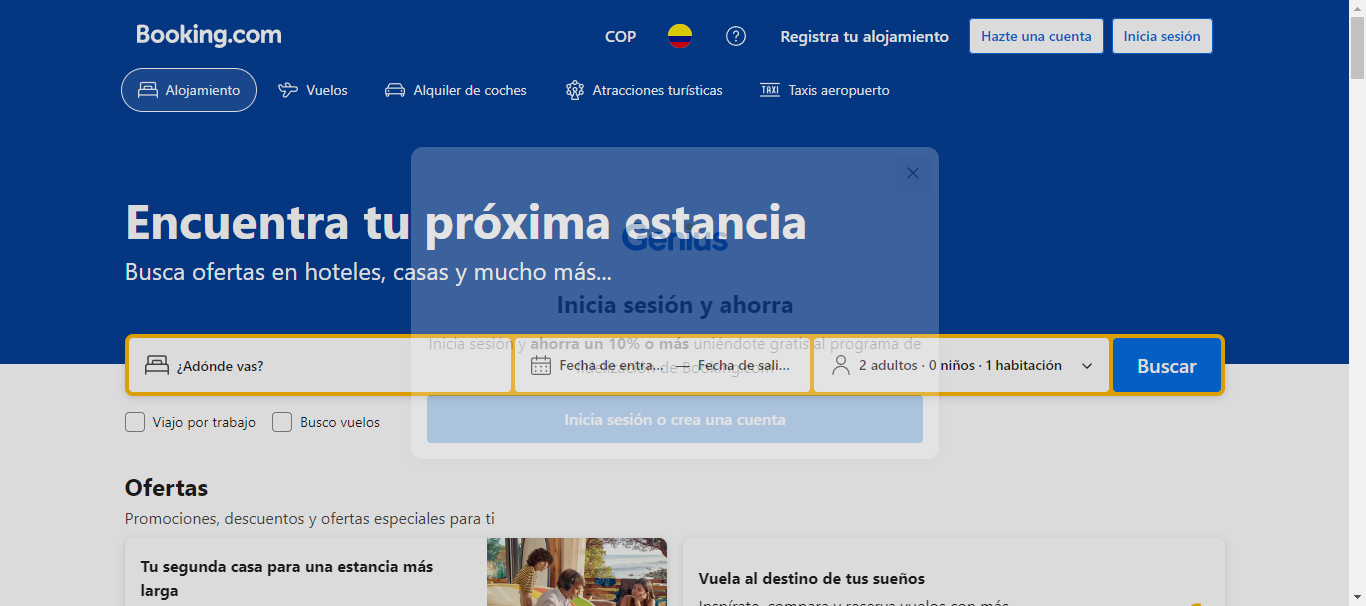 Booking.com
COP
Registra tu alojamiento
Hazte una cuenta
Inicia sesión
Alojamiento
Vuelos
Alquiler de coches
Atracciones turísticas
TAXI
Taxis aeropuerto
Encuentra tu próxima estancia
Genius
Busca ofertas en hoteles, casas y mucho más...
Inicia sesión y ahorra
Inicia sesión y ahorra un 10% o más uniéndote gratis al programa de
fidelización de Booking.com
¿Adónde vas?
Fecha de entra... — Fecha de sali...
2 adultos · 0 niños · 1 habitación
Buscar
Inicia sesión o crea una cuenta
Viajo por trabajo
Busco vuelos
Ofertas
Promociones, descuentos y ofertas especiales para ti
Tu segunda casa para una estancia más
larga
Vuela al destino de tus sueños
Inspírate, compara y reserva vuelos con más